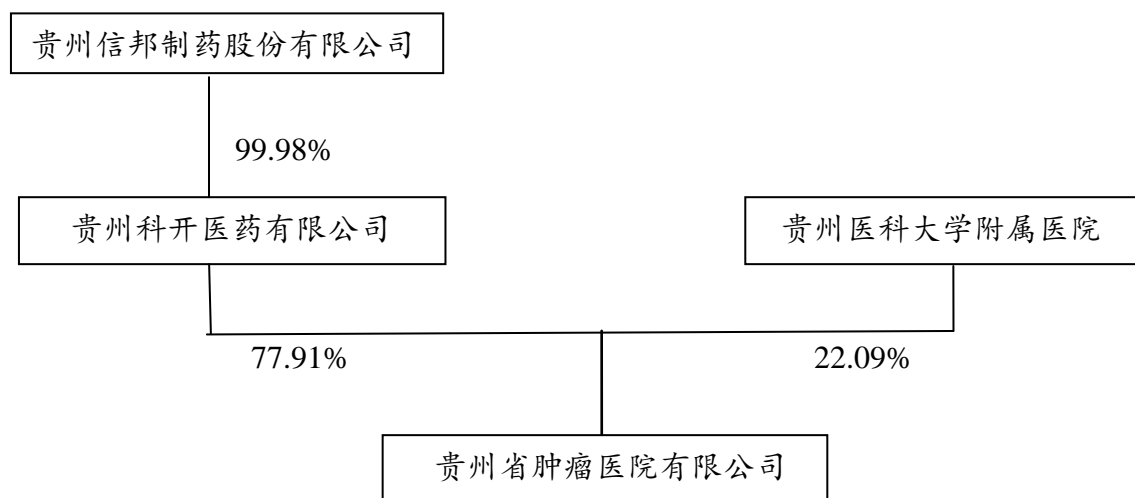 贵州信邦制药股份有限公司
99.98%
贵州科开医药有限公司
贵州医科大学附属医院
77.91%
22.09%
贵州省肿瘤医院有限公司